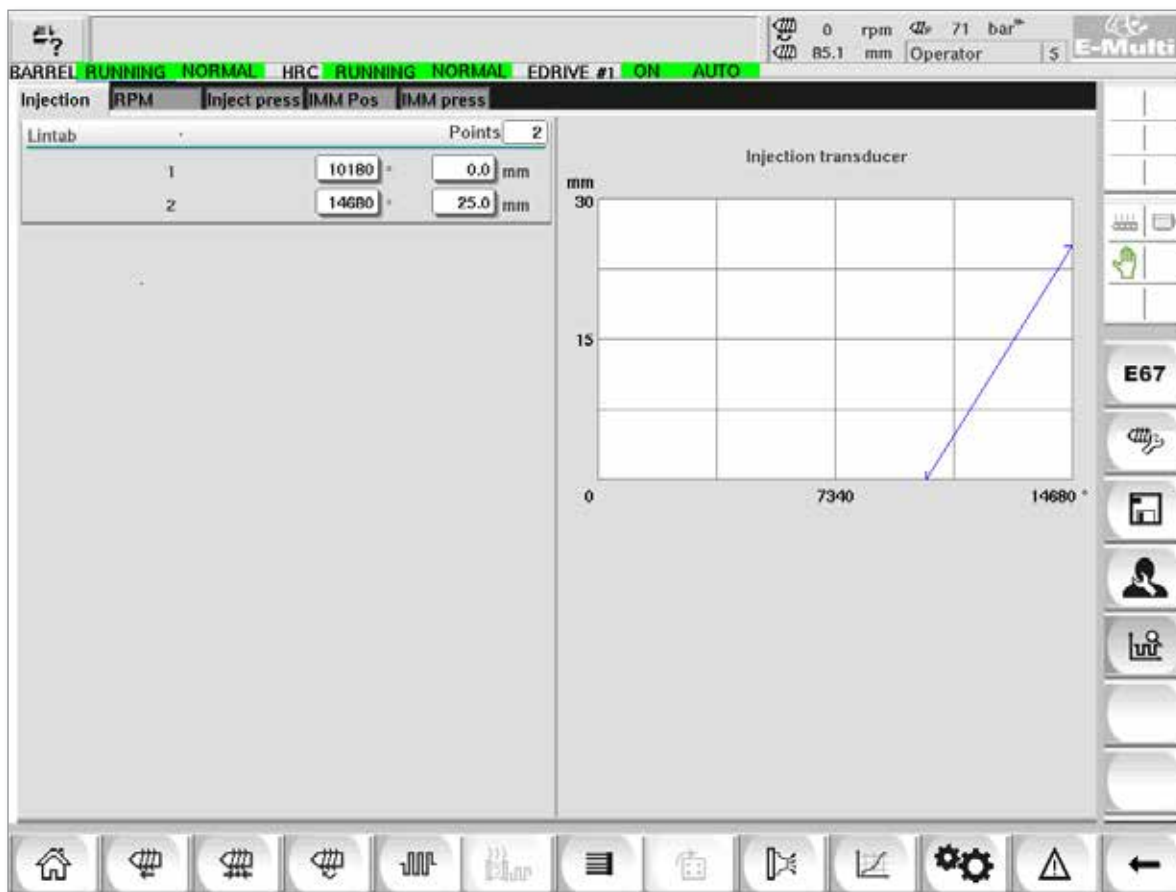 ?
0 rpm 71 bar
85.1 mm Operator 5
E-Multi
BARREL RUNNING NORMAL HRC RUNNING NORMAL EDRIVE #1 ON AUTO
Injection RPM Inject press IMM Pos IMM press
Lintab Points 2
1 10180 ° 0.0 mm
2 14680 ° 25.0 mm
Injection transducer
mm
30
15
0 7340 14680 °
E67